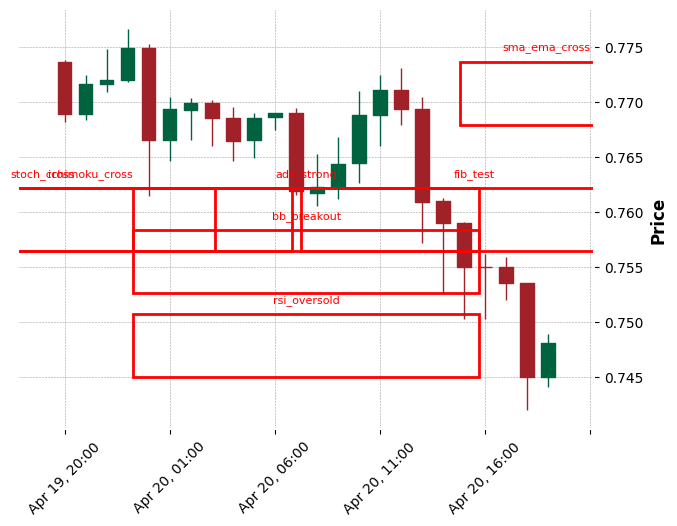 sma_ema_cross
0.775
0.770
0.765
stoch_cross
ichimoku_cross
adx_strong
fib_test
0.760
bb_breakout
Price
0.755
rsi_oversold
0.750
0.745
Apr 19, 20:00
Apr 20, 01:00
Apr 20, 06:00
Apr 20, 11:00
Apr 20, 16:00